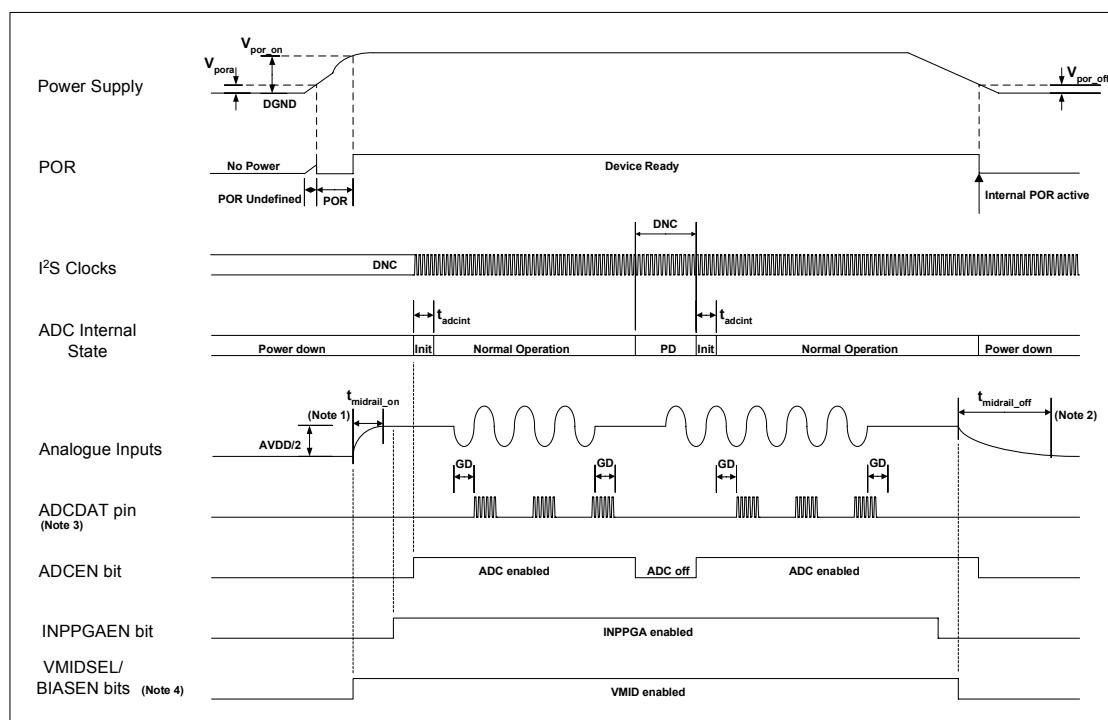 V por_on
V pora
Power Supply
DGND
V por_off
POR
No Power
Device Ready
POR Undefined
POR
Internal POR active
DNC
I²S Clocks
DNC
t adcint
t adcint
ADC Internal
State
Power down
Init
Normal Operation
PD
Init
Normal Operation
Power down
t midrail_on
(Note 1)
t midrail_off
(Note 2)
Analogue Inputs
AVDD/2
GD
GD
GD
GD
ADCDAT pin
(Note 3)
ADCEN bit
ADC enabled
ADC off
ADC enabled
INPPGAEN bit
INPPGA enabled
VMIDSEL/
BIASEN bits (Note 4)
VMID enabled